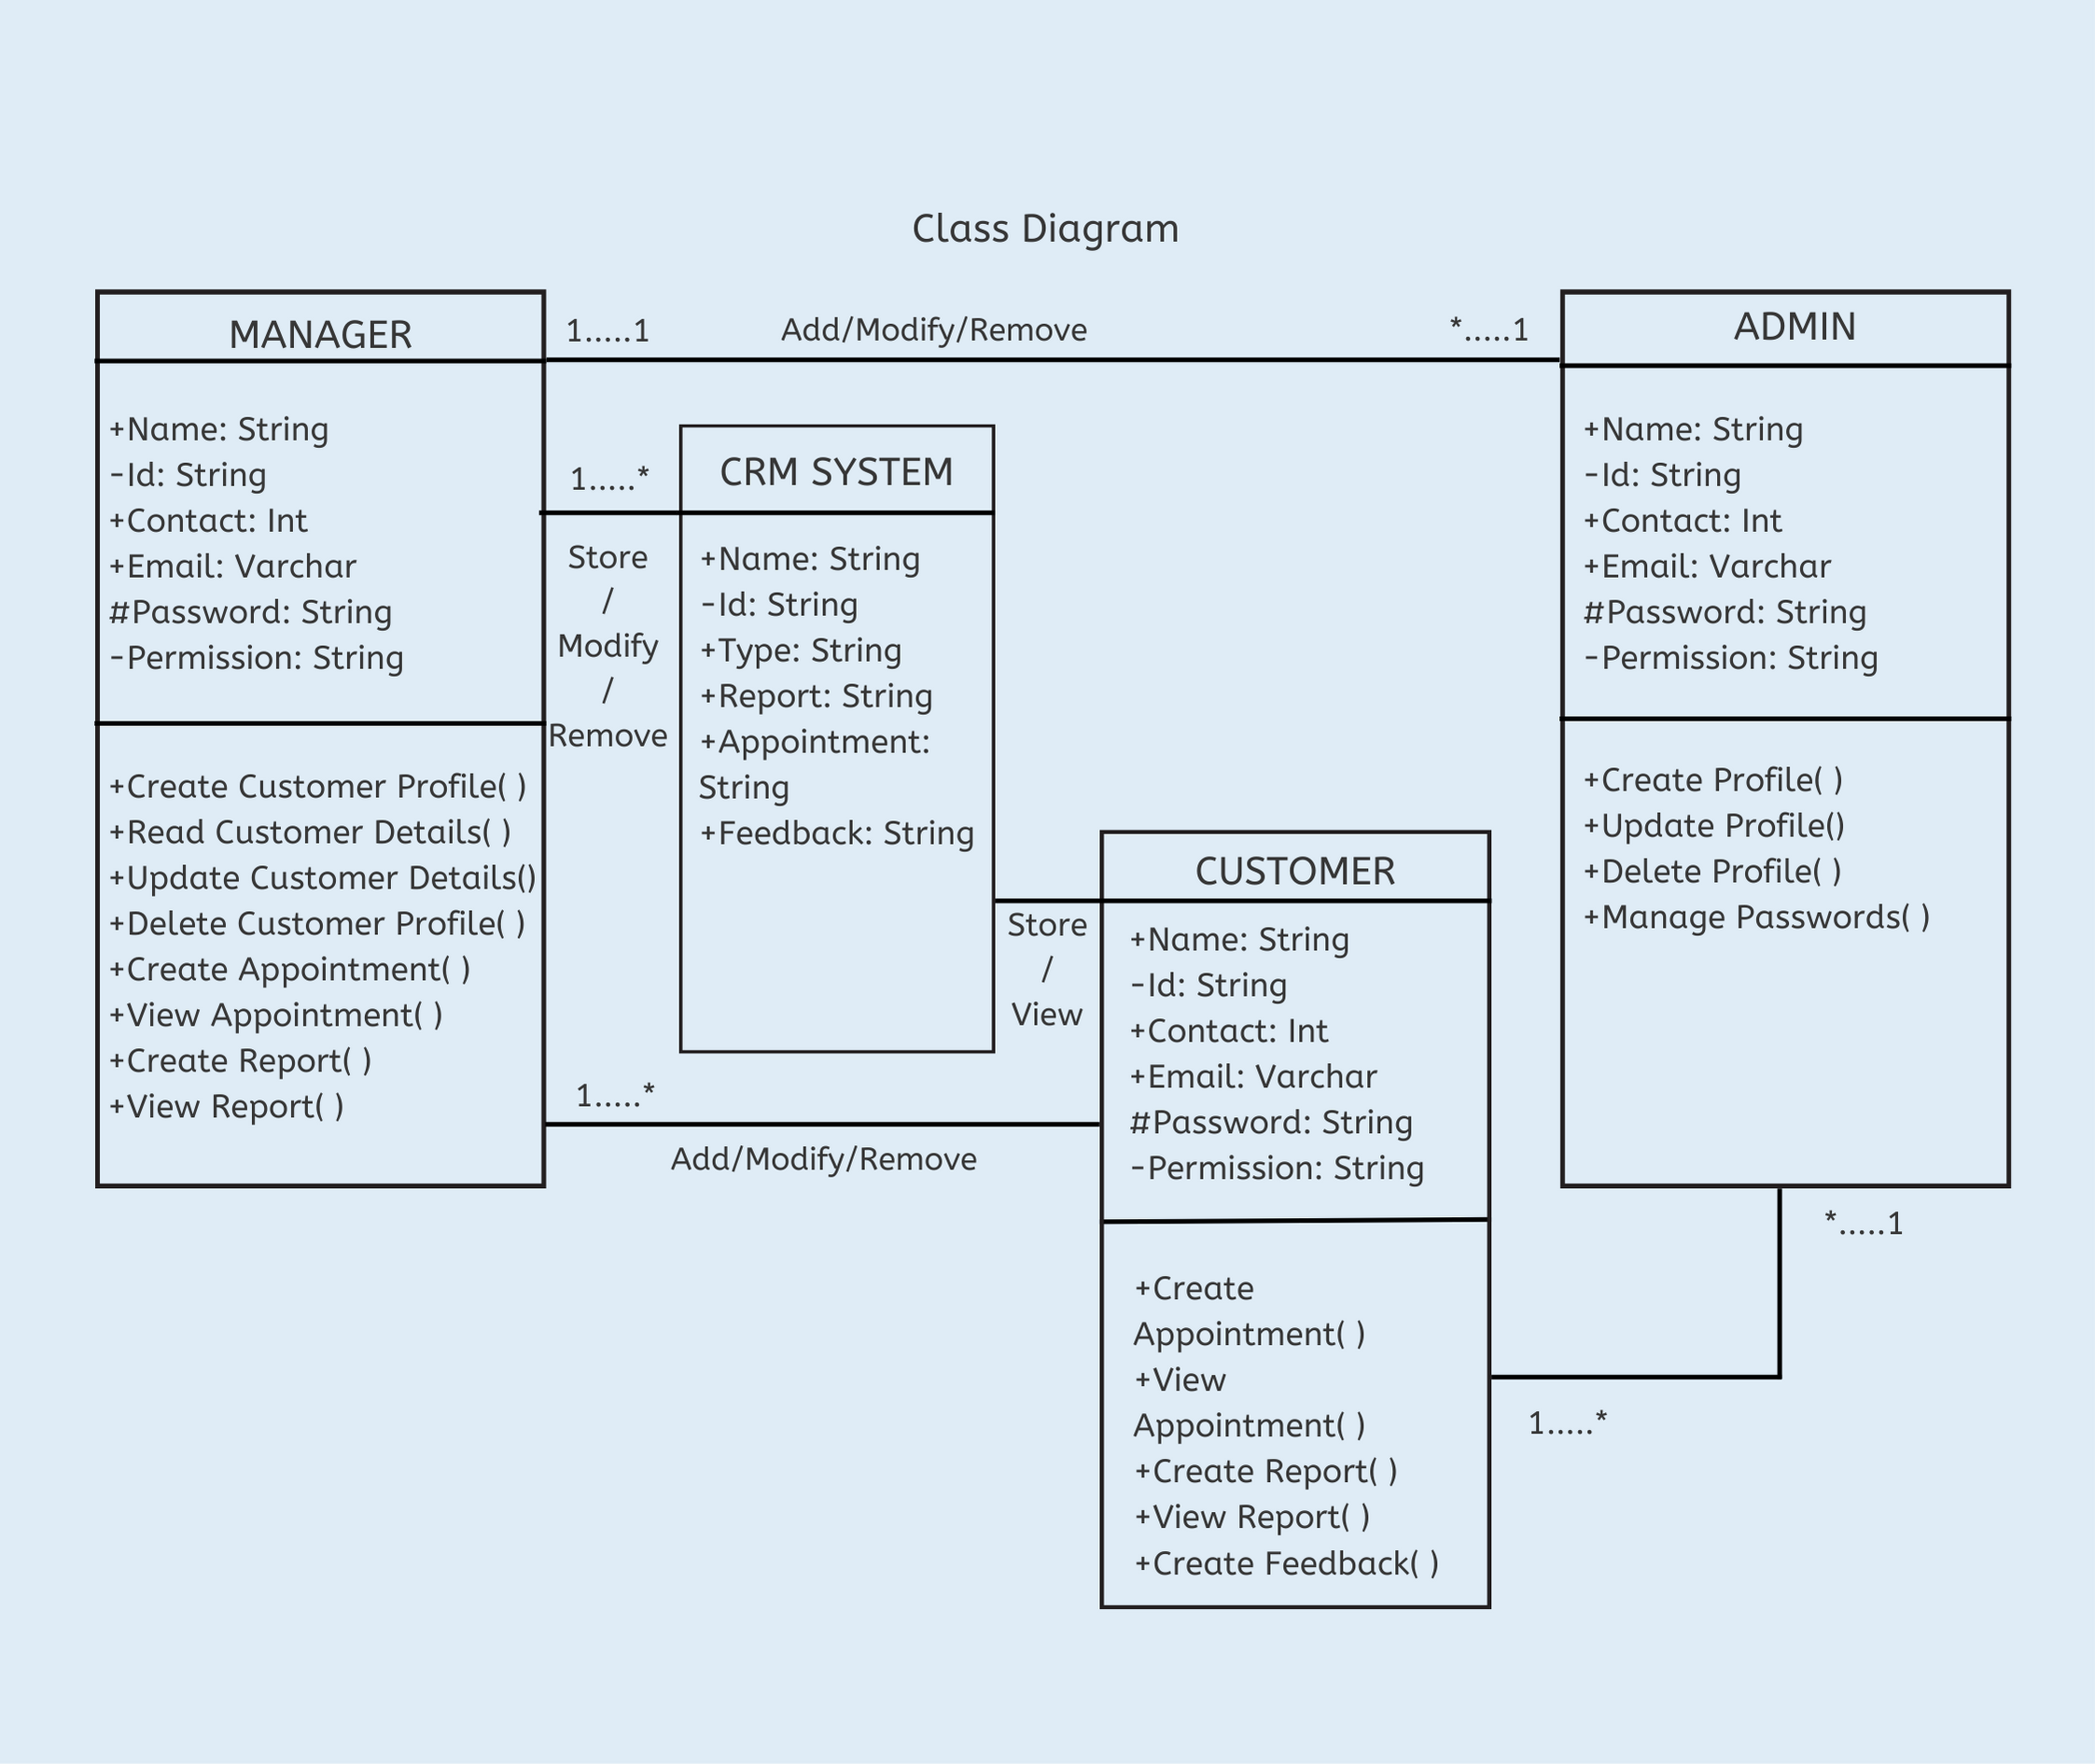 Class Diagram
MANAGER
+Name: String
-Id: String
+Contact: Int
+Email: Varchar
#Password: String
-Permission: String
+Create Customer Profile( )
+Read Customer Details( )
+Update Customer Details()
+Delete Customer Profile( )
+Create Appointment( )
+View Appointment( )
+Create Report( )
+View Report( )
1.....1
Add/Modify/Remove
*.....1
1.....*
Store
/
Modify
/
Remove
CRM SYSTEM
+Name: String
-Id: String
+Type: String
+Report: String
+Appointment:
String
+Feedback: String
Store
/
View
1.....*
Add/Modify/Remove
CUSTOMER
+Name: String
-Id: String
+Contact: Int
+Email: Varchar
#Password: String
-Permission: String
+Create
Appointment( )
+View
Appointment( )
+Create Report( )
+View Report( )
+Create Feedback( )
ADMIN
+Name: String
-Id: String
+Contact: Int
+Email: Varchar
#Password: String
-Permission: String
+Create Profile( )
+Update Profile()
+Delete Profile( )
+Manage Passwords( )
*.....1
1.....*